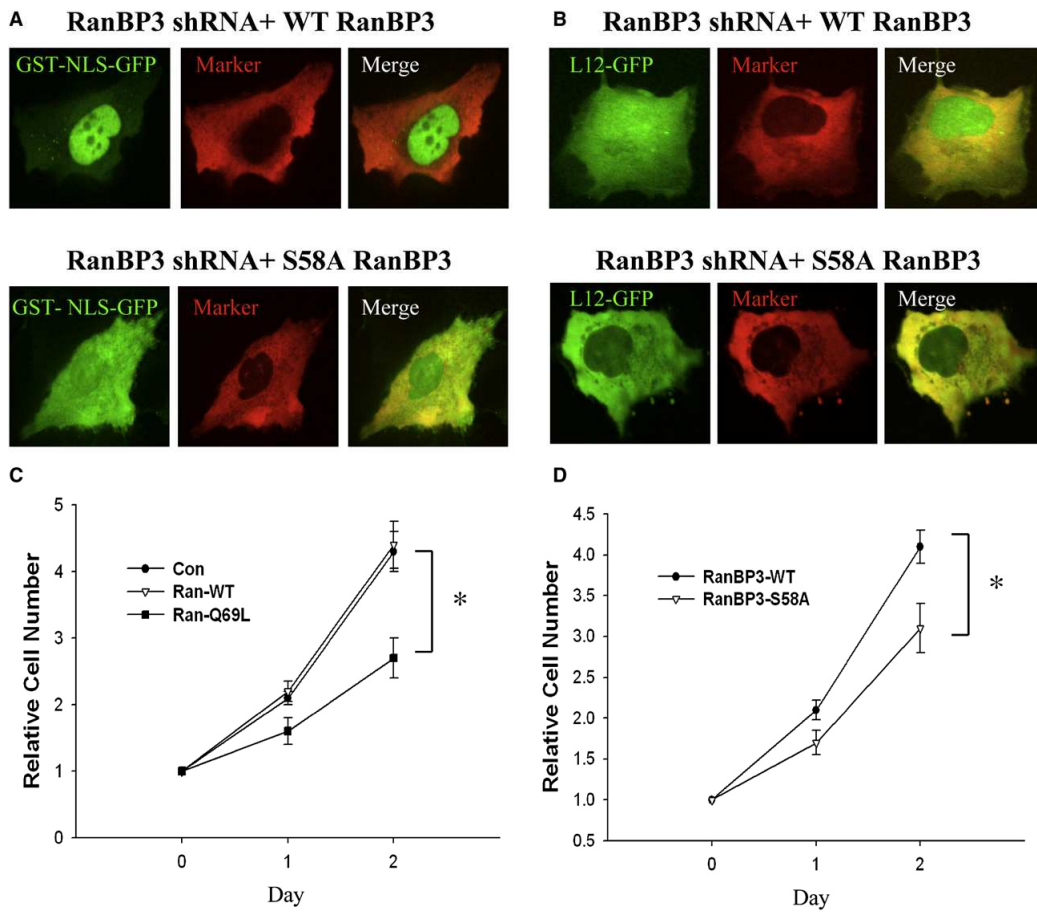 A
RanBP3 shRNA+ WT RanBP3
GST-NLS-GFP
Marker
Merge
RanBP3 shRNA+ S58A RanBP3
GST- NLS-GFP
Marker
Merge
B
RanBP3 shRNA+ WT RanBP3
L12-GFP
Marker
Merge
RanBP3 shRNA+ S58A RanBP3
L12-GFP
Marker
Merge
C
Relative Cell Number
5
4
3
2
1
0
Con
Ran-WT
Ran-Q69L
*
0 1 2
Day
D
Relative Cell Number
4.5
4.0
3.5
3.0
2.5
2.0
1.5
1.0
0.5
RanBP3-WT
RanBP3-S58A
*
0 1 2
Day